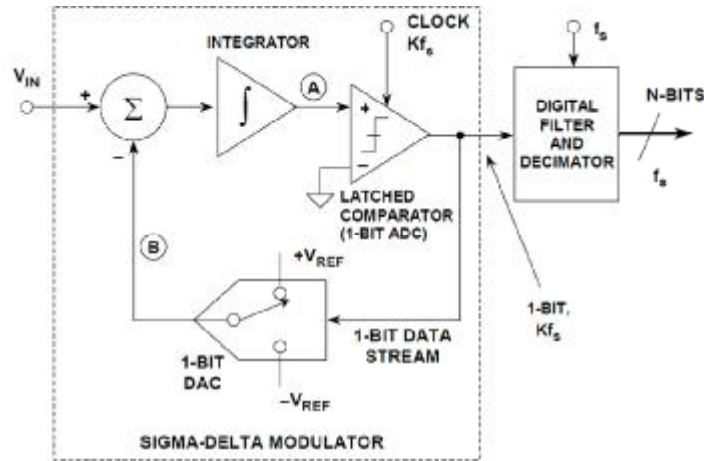 CLOCK
Kfs
INTEGRATOR
fs
VIN
+
Σ
−
∫
A
+
−
DIGITAL
FILTER
AND
DECIMATOR
N-BITS
fs
LATCHED
COMPARATOR
(1-BIT ADC)
B
+VREF
1-BIT DATA
STREAM
1-BIT,
Kfs
1-BIT
DAC
−VREF
SIGMA-DELTA MODULATOR